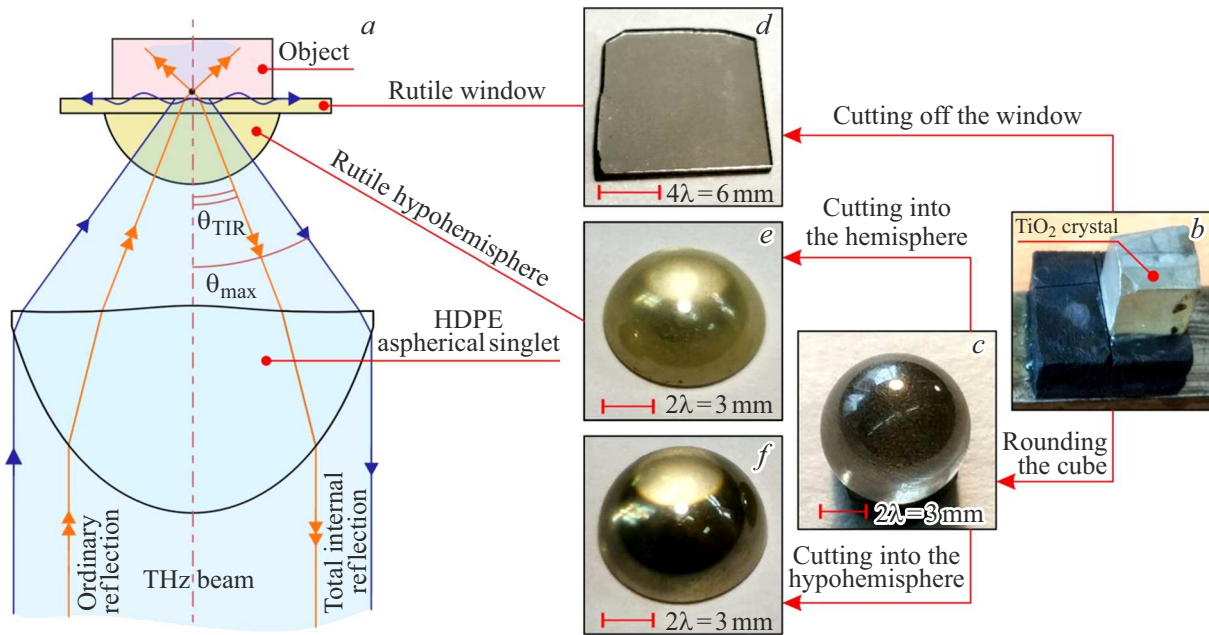 a
Object
Rutile window
Rutile hypohemisphere
θTIR
θmax
HDPE
aspherical singlet
Ordinary
reflection
THz beam
Total internal
reflection
d
4λ = 6 mm
Cutting off the window
e
2λ = 3 mm
Cutting into
the hemisphere
TiO₂ crystal
b
c
2λ = 3 mm
Rounding
the cube
f
2λ = 3 mm
Cutting into the
hypohemisphere